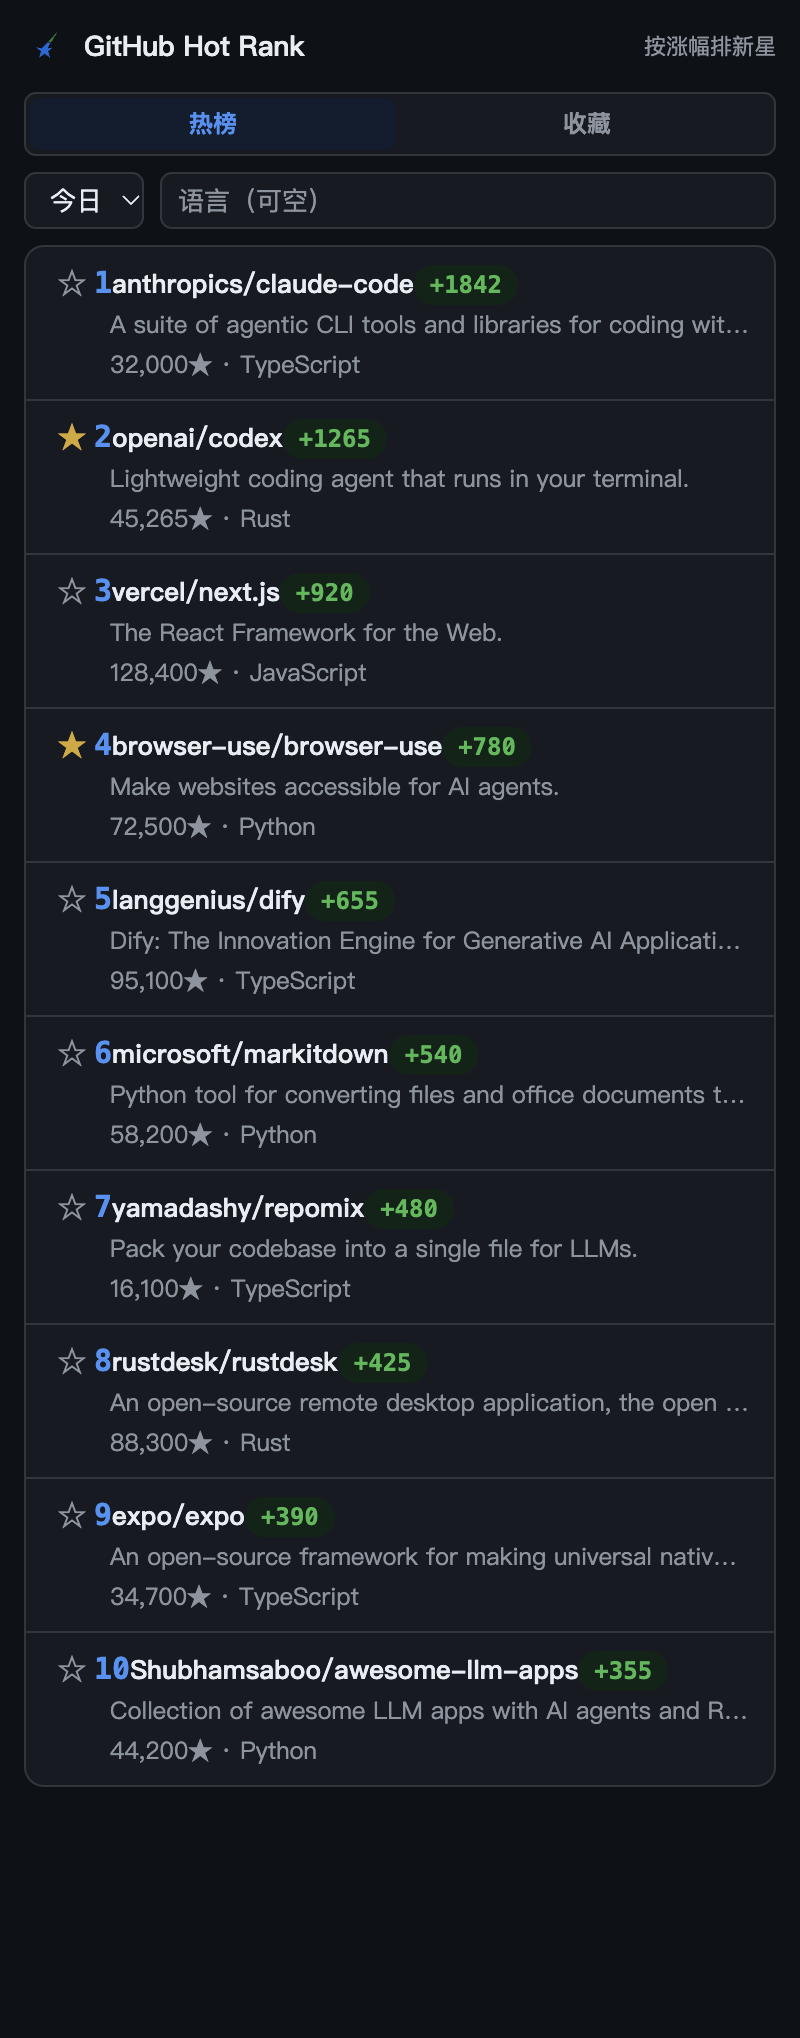 GitHub Hot Rank 按涨幅排新星
热榜 收藏
今日 语言（可空）
☆ 1anthropics/claude-code +1842
A suite of agentic CLI tools and libraries for coding wit…
32,000★ · TypeScript
★ 2openai/codex +1265
Lightweight coding agent that runs in your terminal.
45,265★ · Rust
☆ 3vercel/next.js +920
The React Framework for the Web.
128,400★ · JavaScript
★ 4browser-use/browser-use +780
Make websites accessible for AI agents.
72,500★ · Python
☆ 5langgenius/dify +655
Dify: The Innovation Engine for Generative AI Applicati…
95,100★ · TypeScript
☆ 6microsoft/markitdown +540
Python tool for converting files and office documents t…
58,200★ · Python
☆ 7yamadashy/repomix +480
Pack your codebase into a single file for LLMs.
16,100★ · TypeScript
☆ 8rustdesk/rustdesk +425
An open-source remote desktop application, the open …
88,300★ · Rust
☆ 9expo/expo +390
An open-source framework for making universal nativ…
34,700★ · TypeScript
☆ 10Shubhamsaboo/awesome-llm-apps +355
Collection of awesome LLM apps with AI agents and R…
44,200★ · Python